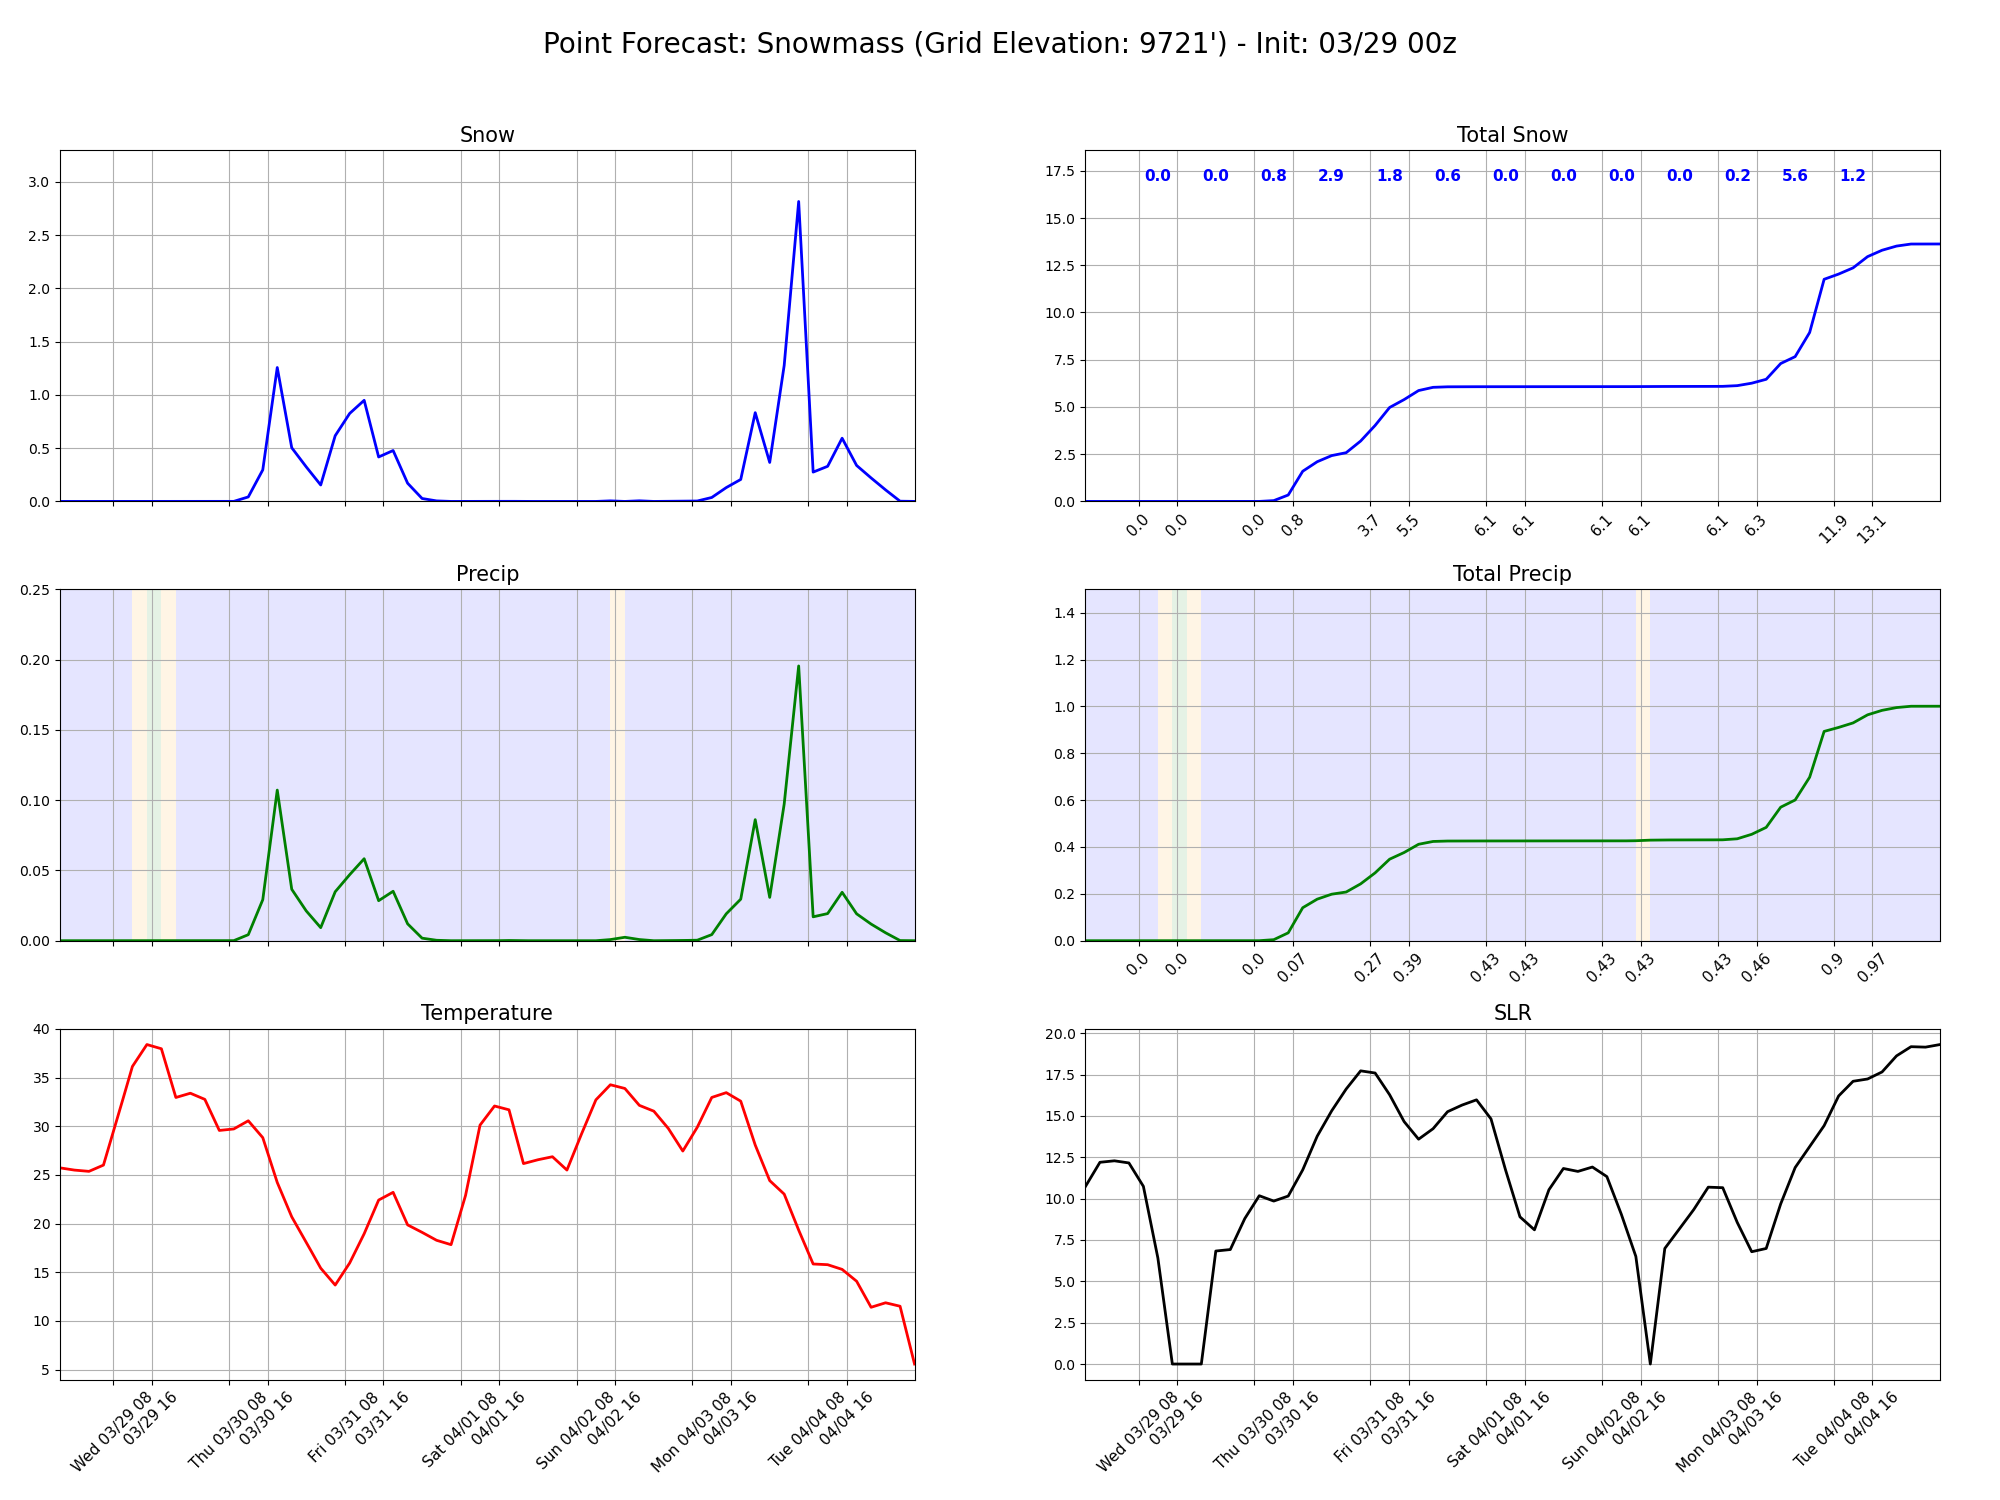 Point Forecast: Snowmass (Grid Elevation: 9721') - Init: 03/29 00z
Snow
3.0
2.5
2.0
1.5
1.0
0.5
0.0
Total Snow
17.5
15.0
12.5
10.0
7.5
5.0
2.5
0.0
0.0 0.0 0.8 2.9 1.8 0.6 0.0 0.0 0.0 0.0 0.2 5.6 1.2
0.0 0.0 0.0 0.8 3.7 5.5 6.1 6.1 6.1 6.1 6.1 6.3 11.9 13.1
Precip
0.25
0.20
0.15
0.10
0.05
0.00
Total Precip
1.4
1.2
1.0
0.8
0.6
0.4
0.2
0.0
0.0 0.0 0.0 0.07 0.27 0.39 0.43 0.43 0.43 0.43 0.43 0.46 0.9 0.97
Temperature
40
35
30
25
20
15
10
5
Wed 03/29 08
03/29 16
Thu 03/30 08
03/30 16
Fri 03/31 08
03/31 16
Sat 04/01 08
04/01 16
Sun 04/02 08
04/02 16
Mon 04/03 08
04/03 16
Tue 04/04 08
04/04 16
SLR
20.0
17.5
15.0
12.5
10.0
7.5
5.0
2.5
0.0
Wed 03/29 08
03/29 16
Thu 03/30 08
03/30 16
Fri 03/31 08
03/31 16
Sat 04/01 08
04/01 16
Sun 04/02 08
04/02 16
Mon 04/03 08
04/03 16
Tue 04/04 08
04/04 16